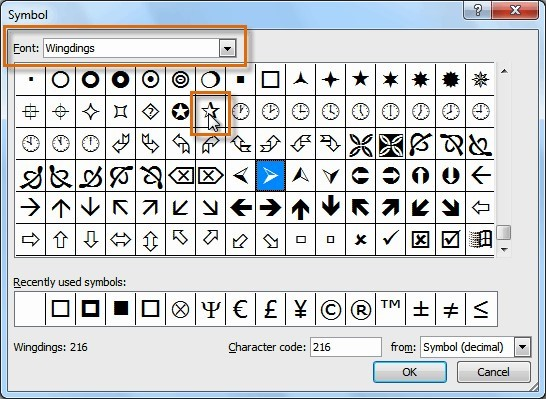 Symbol
Font: Wingdings
Recently used symbols:
€ £ ¥ © ® ™ ± ≠ ≤
Wingdings: 216
Character code: 216 from: Symbol (decimal)
OK Cancel